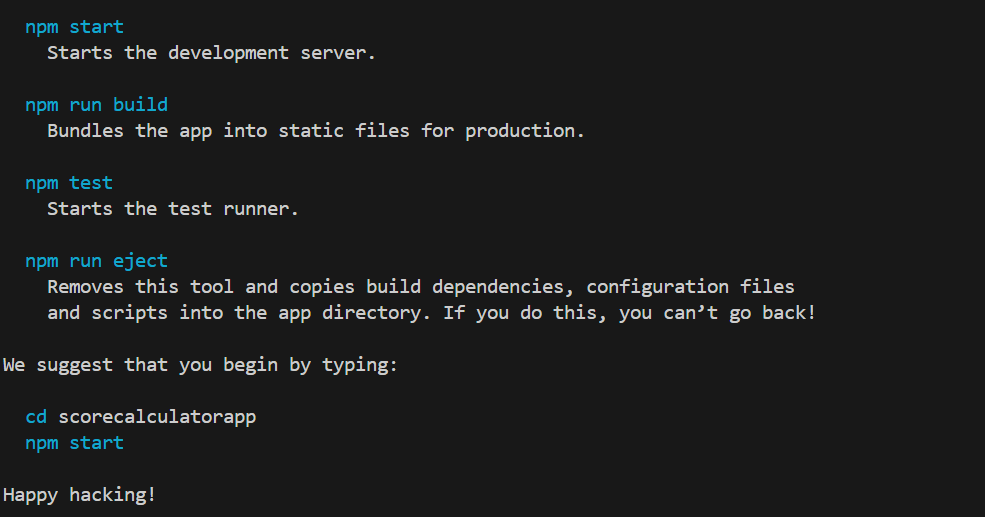 npm start
Starts the development server.
npm run build
Bundles the app into static files for production.
npm test
Starts the test runner.
npm run eject
Removes this tool and copies build dependencies, configuration files
and scripts into the app directory. If you do this, you can’t go back!
We suggest that you begin by typing:
cd scorecalculatorapp
npm start
Happy hacking!